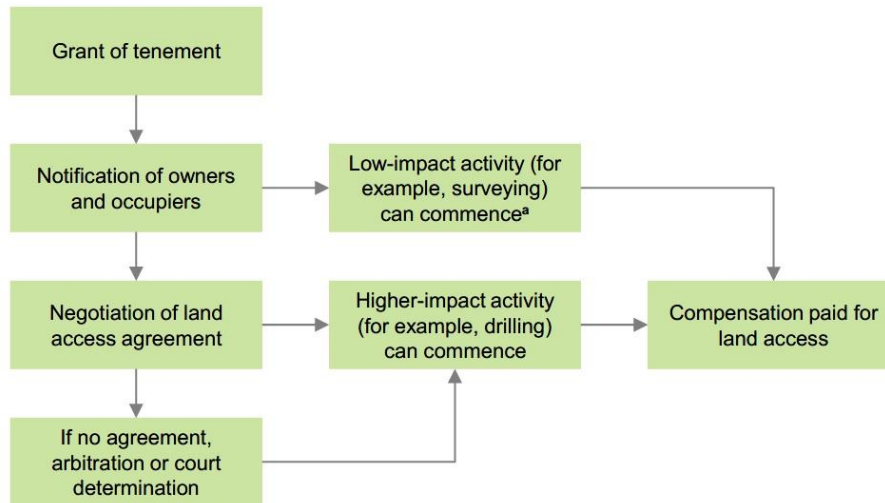 Grant of tenement
Notification of owners
and occupiers
Low-impact activity (for
example, surveying)
can commenceᵃ
Negotiation of land
access agreement
Higher-impact activity
(for example, drilling)
can commence
Compensation paid for
land access
If no agreement,
arbitration or court
determination